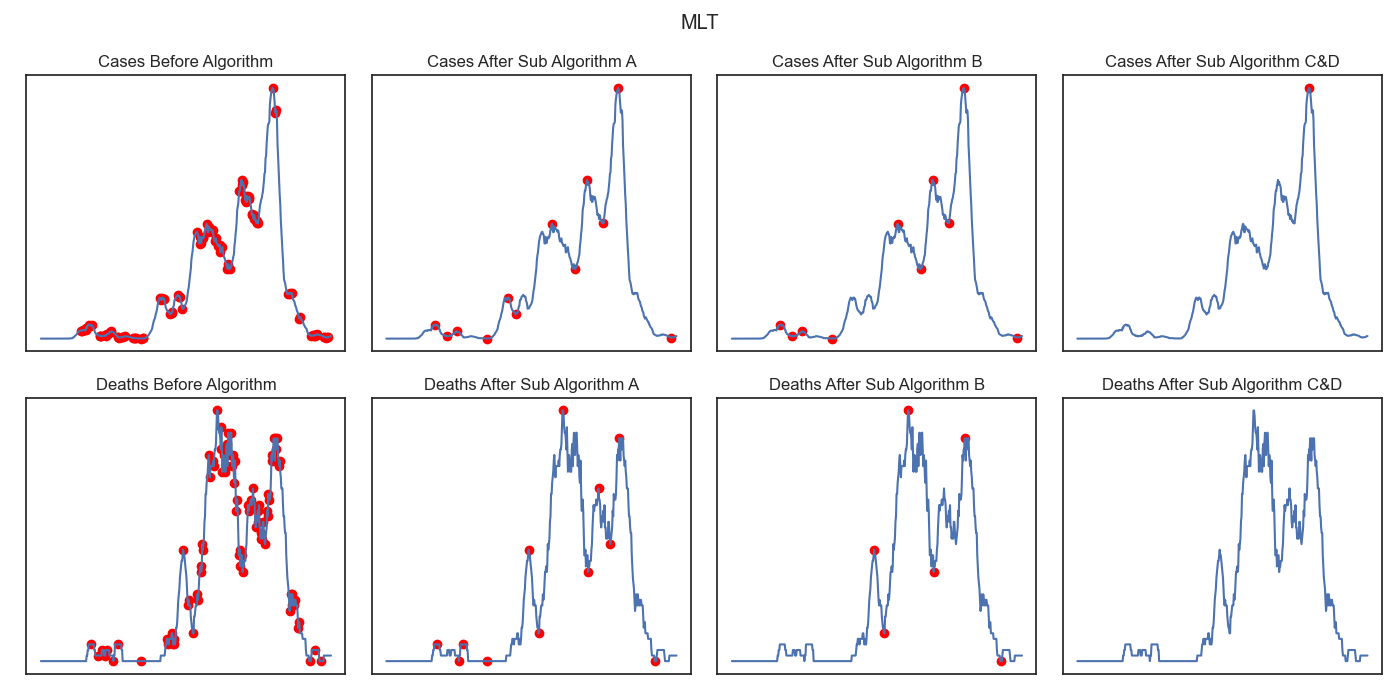 MLT
Cases Before Algorithm
Cases After Sub Algorithm A
Cases After Sub Algorithm B
Cases After Sub Algorithm C&D
Deaths Before Algorithm
Deaths After Sub Algorithm A
Deaths After Sub Algorithm B
Deaths After Sub Algorithm C&D